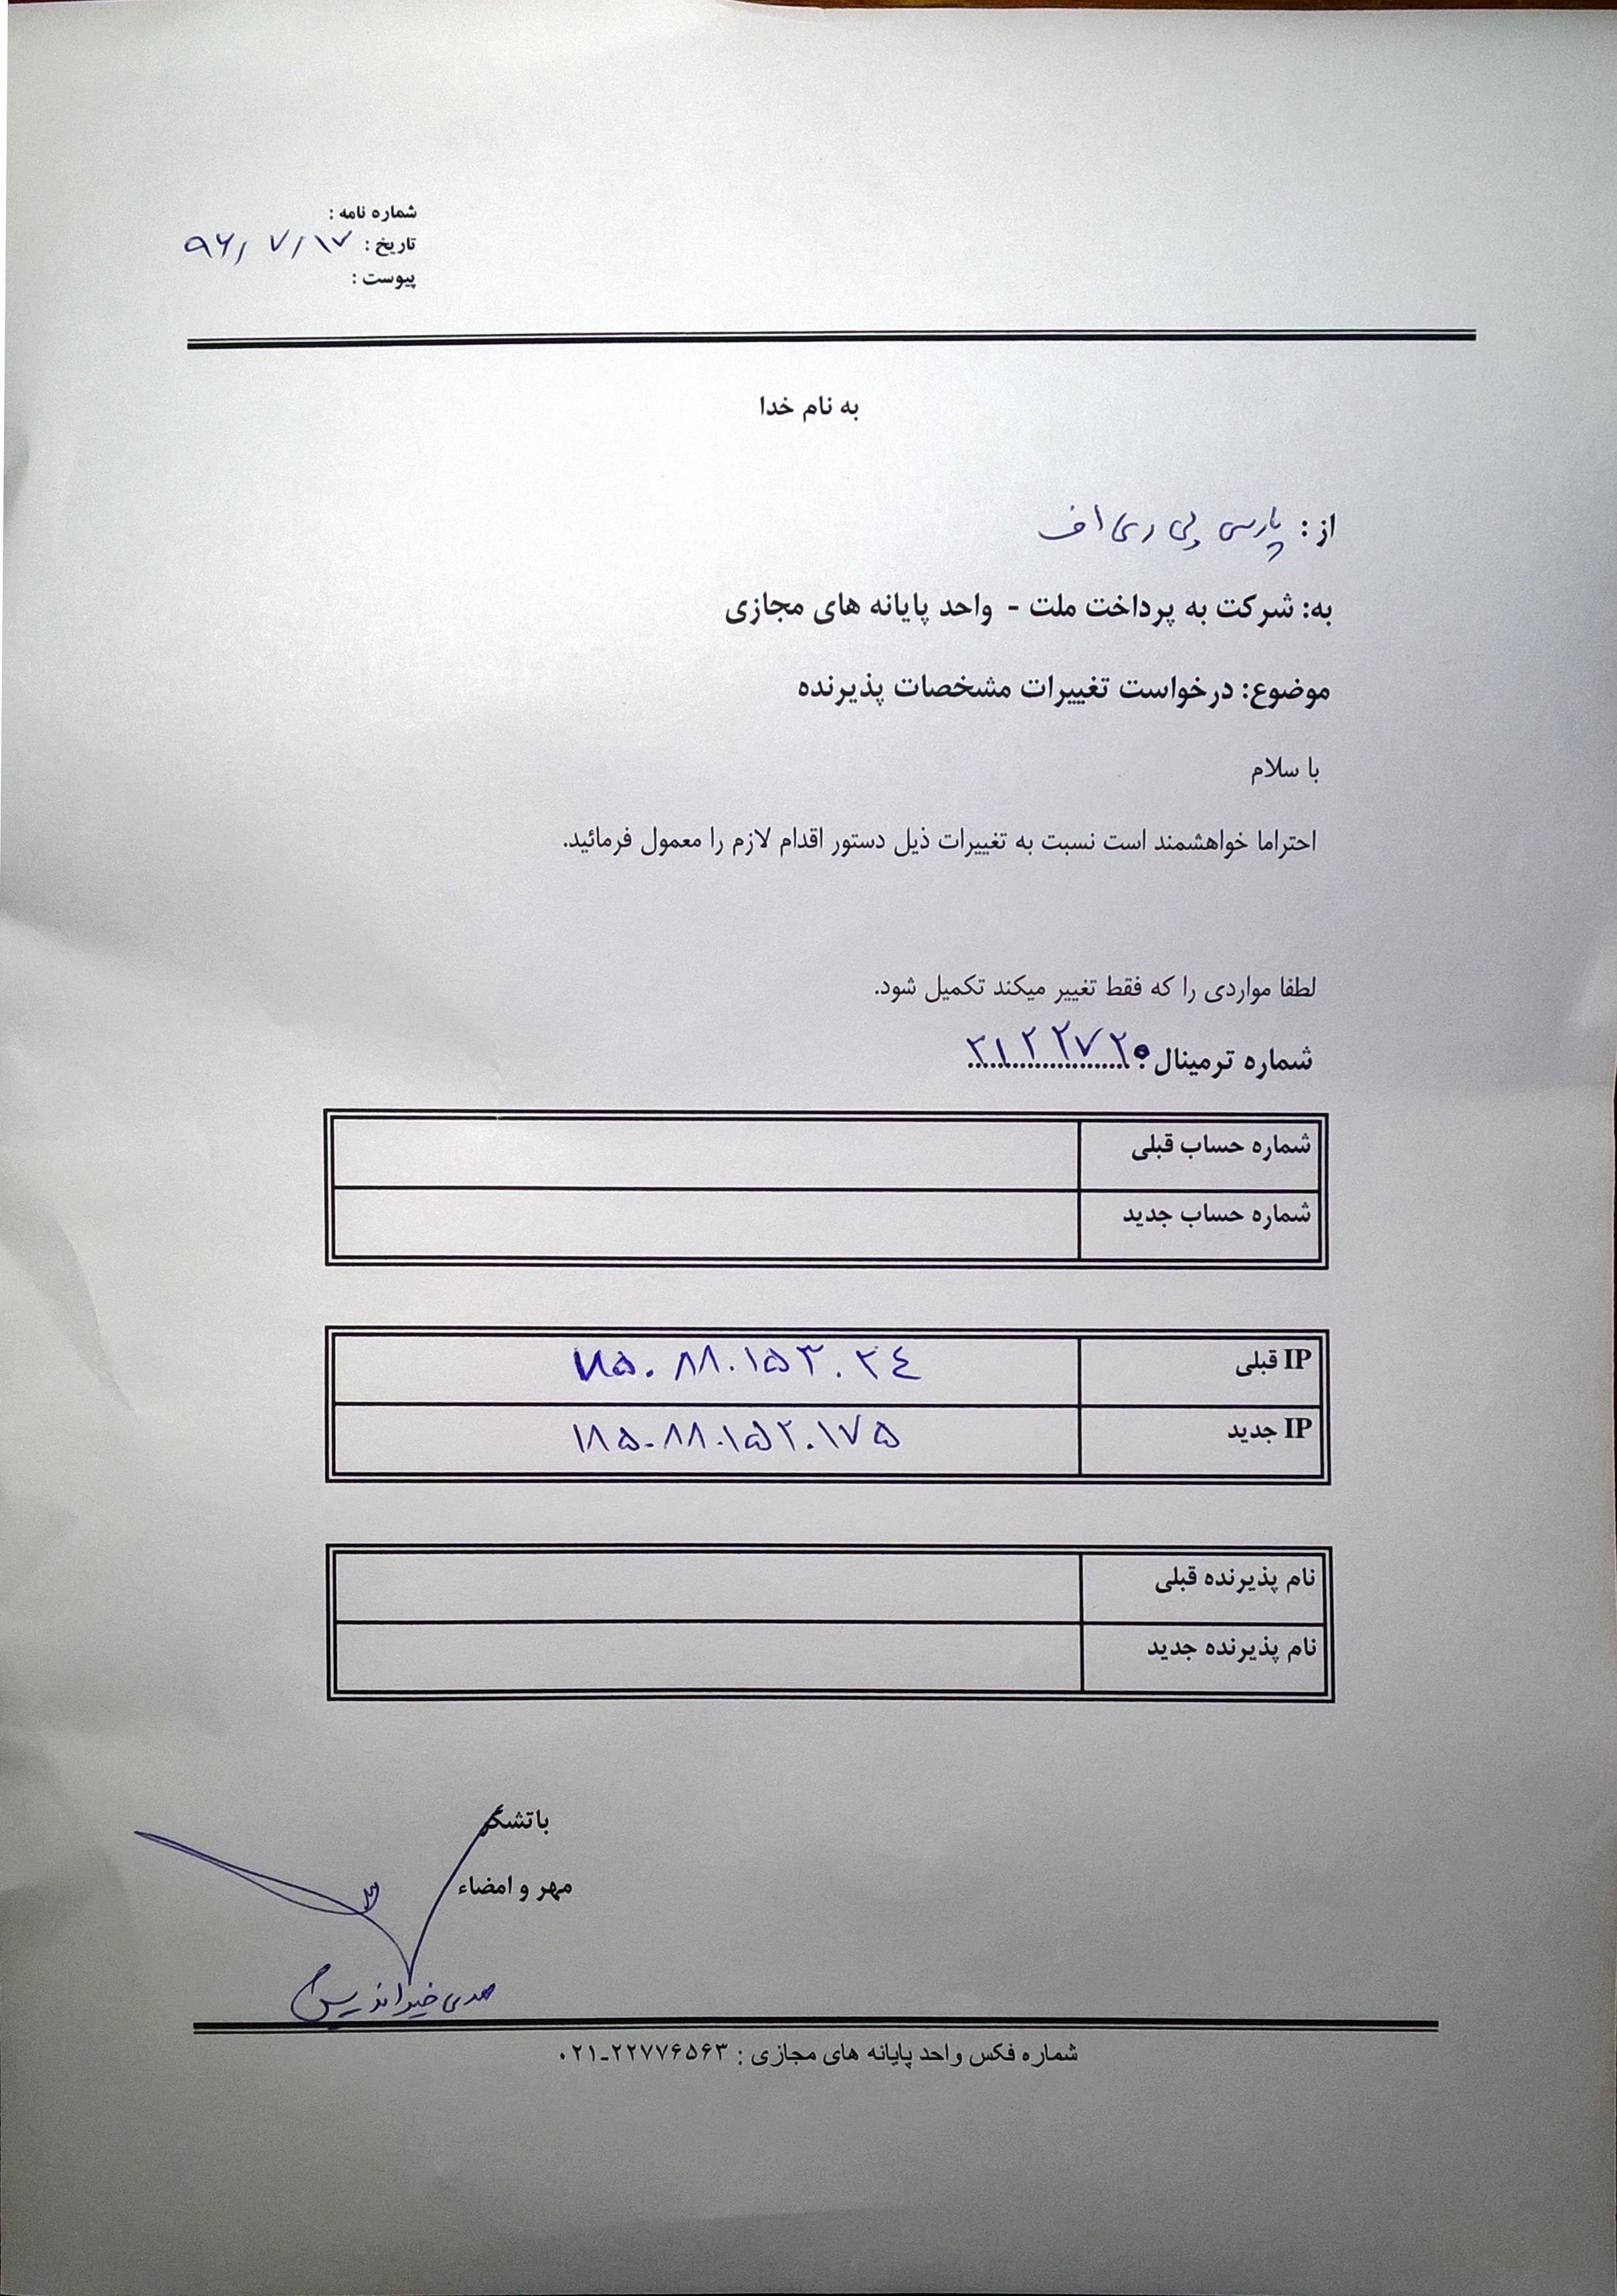 شماره نامه :
تاریخ : ۹۶/ ۷/ ۱۷
پیوست :
به نام خدا
از : پارسی پی دی اف
به: شرکت به پرداخت ملت - واحد پایانه های مجازی
موضوع: درخواست تغییرات مشخصات پذیرنده
با سلام
احتراما خواهشمند است نسبت به تغییرات ذیل دستور اقدام لازم را معمول فرمائید.
لطفا مواردی را که فقط تغییر میکند تکمیل شود.
شماره ترمینال:
شماره حساب قبلی
شماره حساب جدید
IP قبلی ۱۸۵.۸۸.۱۵۳.۲۴
IP جدید ۱۸۵.۸۸.۱۵۲.۱۷۵
نام پذیرنده قبلی
نام پذیرنده جدید
باتشکر
مهر و امضاء
مهدی خیراندیش
شماره فکس واحد پایانه های مجازی : ۰۲۱-۲۲۷۷۶۵۶۳